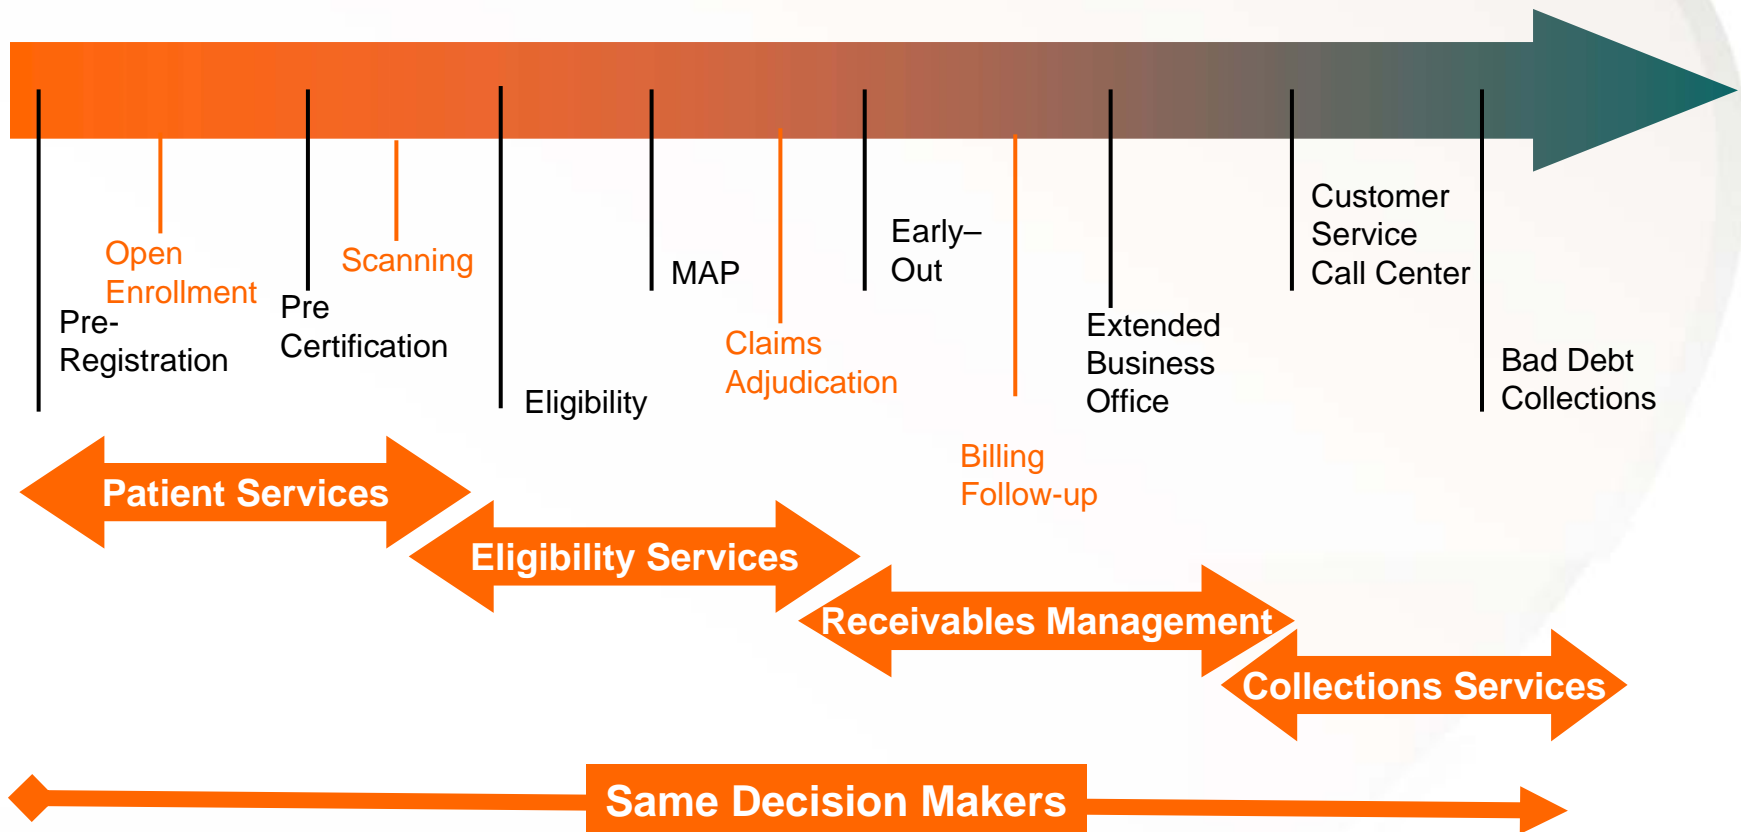 Open
Enrollment
Pre-
Registration
Pre
Certification
Scanning
Eligibility
MAP
Claims
Adjudication
Early–
Out
Billing
Follow-up
Extended
Business
Office
Customer
Service
Call Center
Bad Debt
Collections
Patient Services
Eligibility Services
Receivables Management
Collections Services
Same Decision Makers